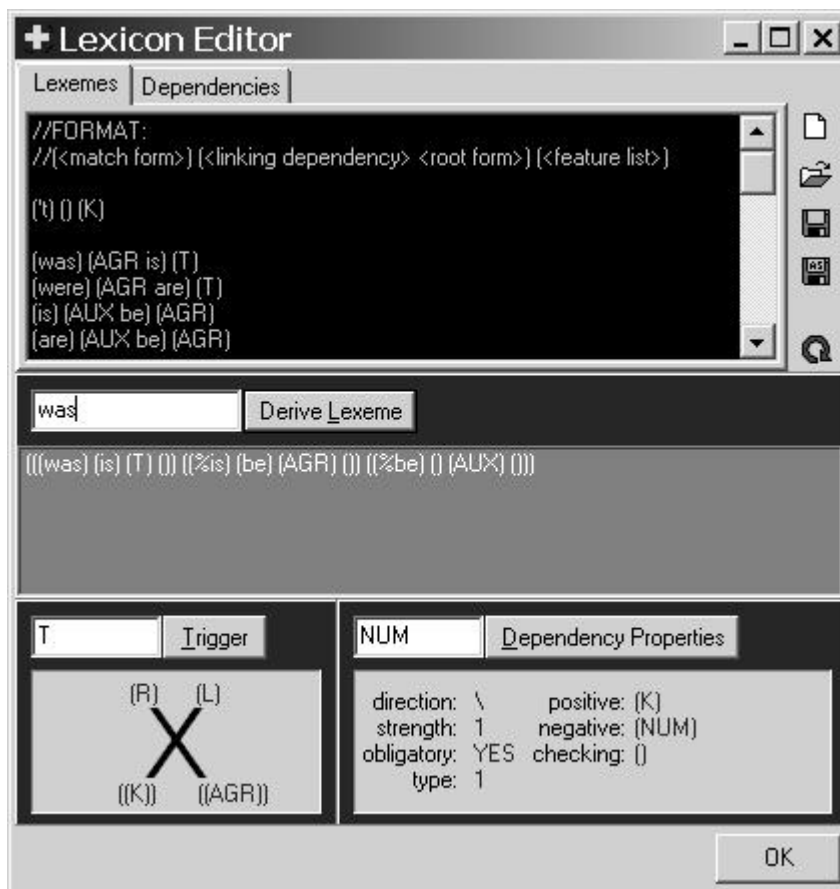 Lexicon Editor
Lexemes Dependencies
//FORMAT:
//(<match form>) (<linking dependency> <root form>) (<feature list>)
('t) () (K)
(was) (AGR is) (T)
(were) (AGR are) (T)
(is) (AUX be) (AGR)
(are) (AUX be) (AGR)
AS
was Derive Lexeme
(((was) (is) (T) ()) ((%is) (be) (AGR) ()) ((%be) () (AUX) ()))
T Trigger
NUM Dependency Properties
(R) (L)
((K)) ((AGR))
direction: \ positive: (K)
strength: 1 negative: (NUM)
obligatory: YES checking: ()
type: 1
OK